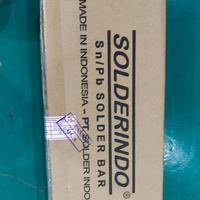 SOLDERINDO®
Sn/Pb SOLDER BAR
MADE IN INDONESIA - PT. SOLDER INDO